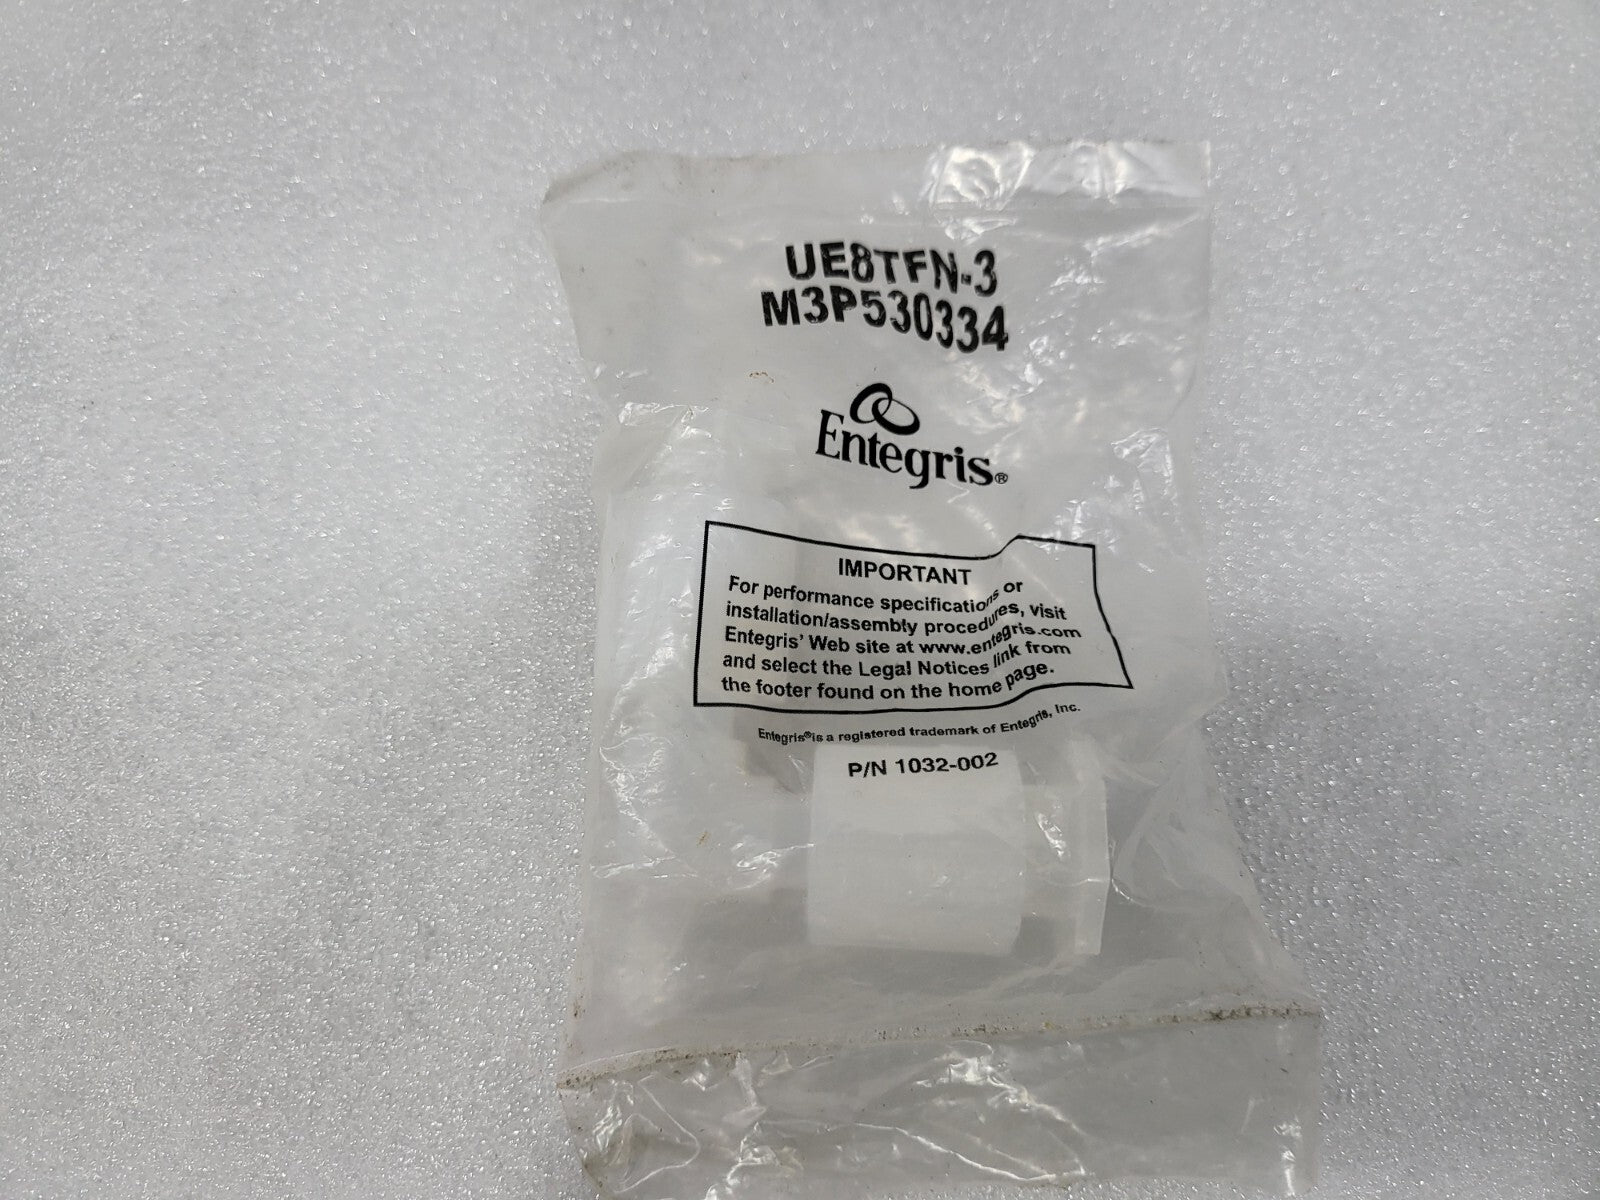 UE8TFN-3
M3P530334
Entegris®
IMPORTANT
For performance specifications or
installation/assembly procedures, visit
Entegris' Web site at www.entegris.com
and select the Legal Notices link from
the footer found on the home page.
Entegris® is a registered trademark of Entegris, Inc.
P/N 1032-002